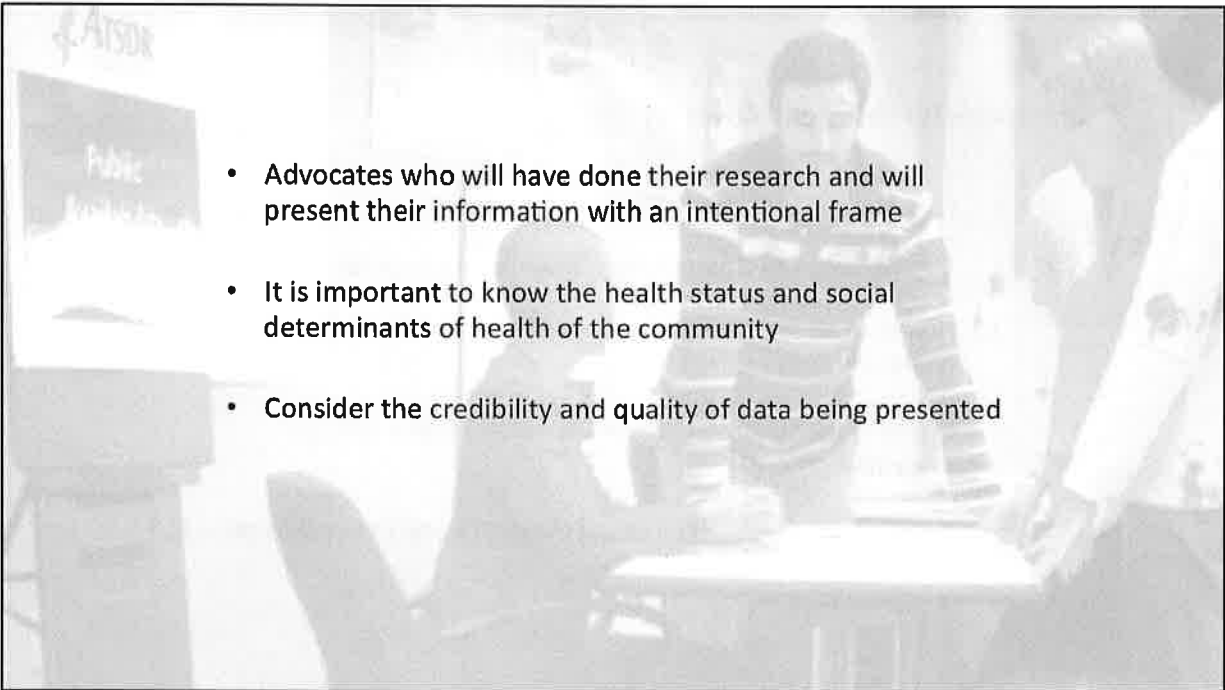 ATSDR
Public
• Advocates who will have done their research and will
present their information with an intentional frame
• It is important to know the health status and social
determinants of health of the community
• Consider the credibility and quality of data being presented